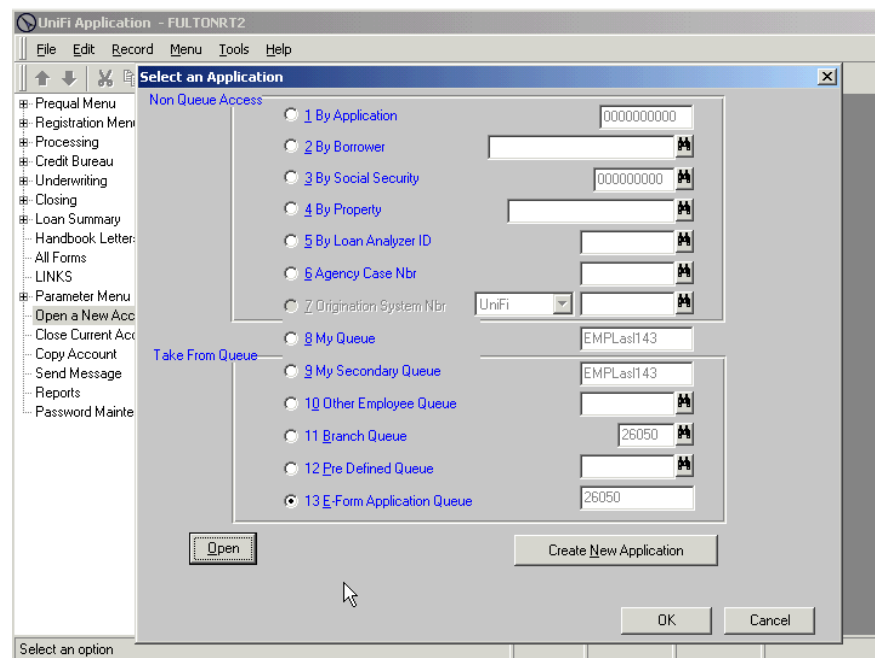 UniFi Application - FULTONRT2
File Edit Record Menu Tools Help
Select an Application
Prequal Menu
Registration Menu
Processing
Credit Bureau
Underwriting
Closing
Loan Summary
Handbook Letter
All Forms
LINKS
Parameter Menu
Open a New Acc
Close Current Acc
Copy Account
Send Message
Reports
Password Mainte
Non Queue Access
1 By Application 0000000000
2 By Borrower
3 By Social Security 000000000
4 By Property
5 By Loan Analyzer ID
6 Agency Case Nbr
7 Origination System Nbr UniFi
8 My Queue EMPLasl143
Take From Queue
9 My Secondary Queue EMPLasl143
10 Other Employee Queue
11 Branch Queue 26050
12 Pre Defined Queue
13 E-Form Application Queue 26050
Open Create New Application
OK Cancel
Select an option